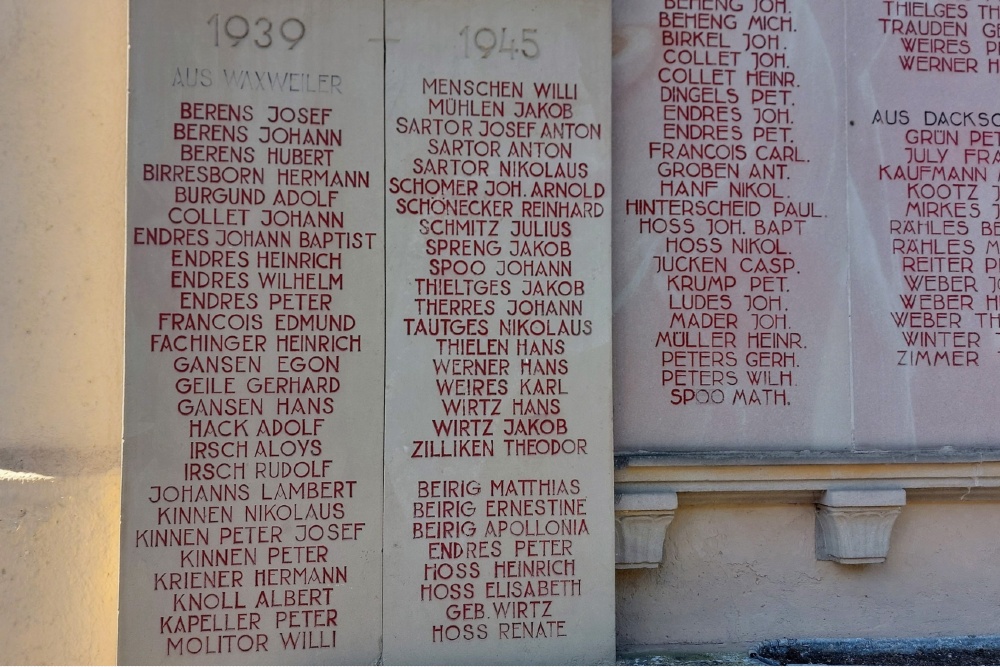 1939
AUS WAXWEILER
BERENS JOSEF
BERENS JOHANN
BERENS HUBERT
BIRRESBORN HERMANN
BURGUND ADOLF
COLLET JOHANN
ENDRES JOHANN BAPTIST
ENDRES HEINRICH
ENDRES WILHELM
ENDRES PETER
FRANCOIS EDMUND
FACHINGER HEINRICH
GANSEN EGON
GEILE GERHARD
GANSEN HANS
HACK ADOLF
IRSCH ALOYS
IRSCH RUDOLF
JOHANNS LAMBERT
KINNEN NIKOLAUS
KINNEN PETER JOSEF
KINNEN PETER
KRIENER HERMANN
KNOLL ALBERT
KAPELLER PETER
MOLITOR WILLI
1945
MENSCHEN WILLI
MÜHLEN JAKOB
SARTOR JOSEF ANTON
SARTOR ANTON
SARTOR NIKOLAUS
SCHOMER JOH. ARNOLD
SCHÖNECKER REINHARD
SCHMITZ JULIUS
SPRENG JAKOB
SPOO JOHANN
THIELTGES JAKOB
THERRES JOHANN
TAUTGES NIKOLAUS
THIELEN HANS
WERNER HANS
WEIRES KARL
WIRTZ HANS
WIRTZ JAKOB
ZILLIKEN THEODOR
BEIRIG MATTHIAS
BEIRIG ERNESTINE
BEIRIG APOLLONIA
ENDRES PETER
HOSS HEINRICH
HOSS ELISABETH
GEB. WIRTZ
HOSS RENATE
BEHENG JOH.
BEHENG MICH.
BIRKEL JOH.
COLLET JOH.
COLLET HEINR.
DINGELS PET.
ENDRES JOH.
ENDRES PET.
FRANCOIS CARL.
GROBEN ANT.
HANF NIKOL.
HINTERSCHEID PAUL.
HOSS JOH. BAPT
HOSS NIKOL.
JUCKEN CASP.
KRUMP PET.
LUDES JOH.
MADER JOH.
MÜLLER HEINR.
PETERS GERH.
PETERS WILH.
SPOO MATH.
THIELGES TH
TRAUDEN GE
WEIRES P
WERNER H
AUS DACKSC
GRÜN PET
JULY FRA
KAUFMANN
KOOTZ
MIRKES
RÄHLES BE
RÄHLES M
REITER P
WEBER J
WEBER H
WEBER TH
WINTER
ZIMMER